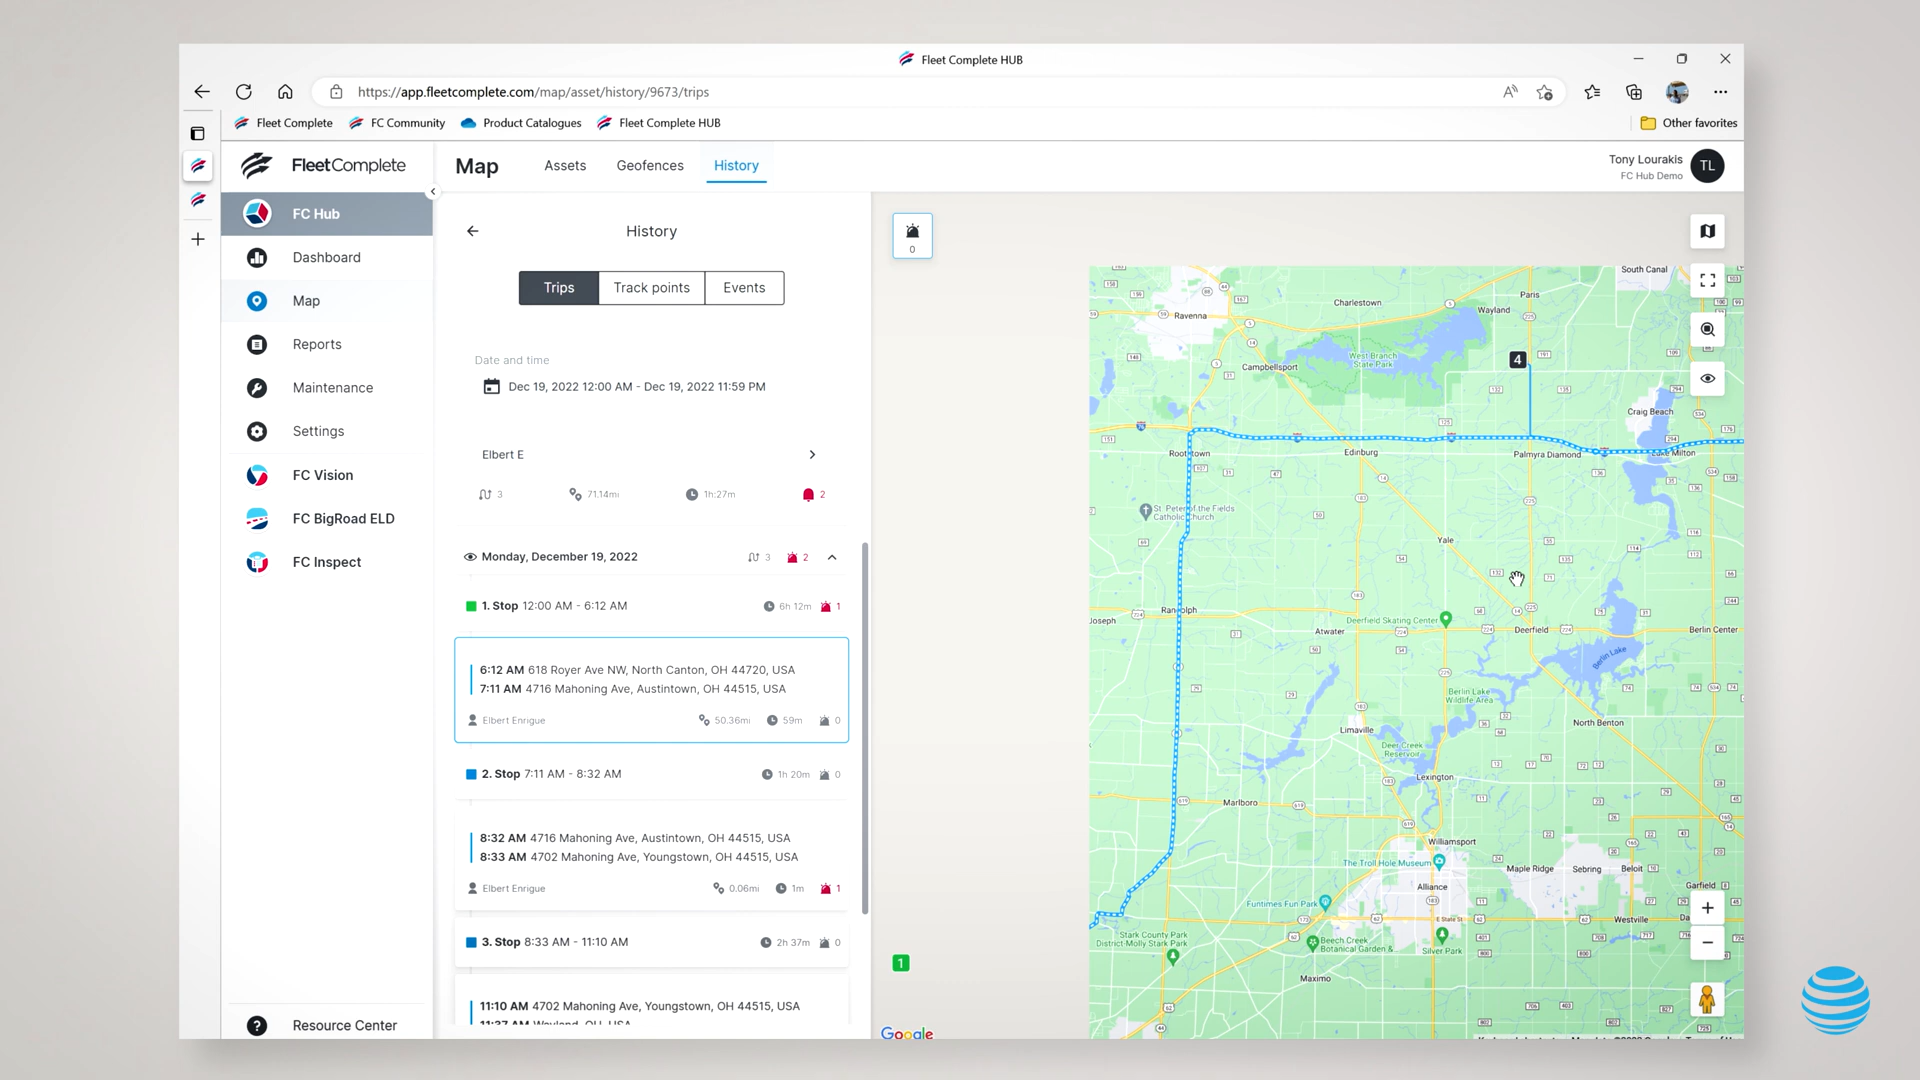 Fleet Complete HUB
https://app.fleetcomplete.com/map/asset/history/9673/trips
Fleet Complete
FC Community
Product Catalogues
Fleet Complete HUB
Other favorites
FleetComplete
Map
Assets
Geofences
History
Tony Lourakis
FC Hub Demo
TL
FC Hub
Dashboard
Map
Reports
Maintenance
Settings
FC Vision
FC BigRoad ELD
FC Inspect
Resource Center
History
Trips
Track points
Events
Date and time
Dec 19, 2022 12:00 AM - Dec 19, 2022 11:59 PM
Elbert E
3
71.14mi
1h:27m
2
Monday, December 19, 2022
3
2
1. Stop 12:00 AM - 6:12 AM
6h 12m
1
6:12 AM 618 Royer Ave NW, North Canton, OH 44720, USA
7:11 AM 4716 Mahoning Ave, Austintown, OH 44515, USA
Elbert Enrigue
50.36mi
59m
0
2. Stop 7:11 AM - 8:32 AM
1h 20m
0
8:32 AM 4716 Mahoning Ave, Austintown, OH 44515, USA
8:33 AM 4702 Mahoning Ave, Youngstown, OH 44515, USA
Elbert Enrigue
0.06mi
1m
1
3. Stop 8:33 AM - 11:10 AM
2h 37m
0
11:10 AM 4702 Mahoning Ave, Youngstown, OH 44515, USA
11:37 AM Wayland, OH, USA
0
1
4
South Canal
Paris
Charlestown
Wayland
Ravenna
West Branch
State Park
Campbellsport
Craig Beach
Rootstown
Edinburg
Palmyra Diamond
Lake Milton
St. Peter of the Fields
Catholic Church
Yale
Randolph
Joseph
Atwater
Deerfield Skating Center
Deerfield
Berlin Center
Berlin Lake
Berlin Lake
Wildlife Area
North Benton
Limaville
Deer Creek
Reservoir
Lexington
Marlboro
Williamsport
The Troll Hole Museum
Maple Ridge
Sebring
Beloit
Alliance
Garfield
Funtimes Fun Park
E State St
Westville
Stark County Park
District-Molly Stark Park
Beech Creek
Botanical Garden &...
Silver Park
Maximo
Google